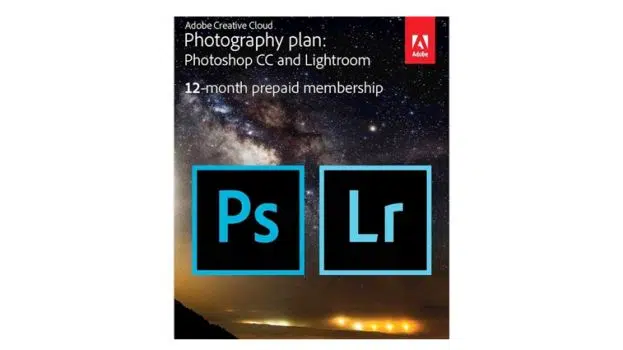 Adobe Creative Cloud
Photography plan:
Photoshop CC and Lightroom
12-month prepaid membership
Adobe
Ps
Lr